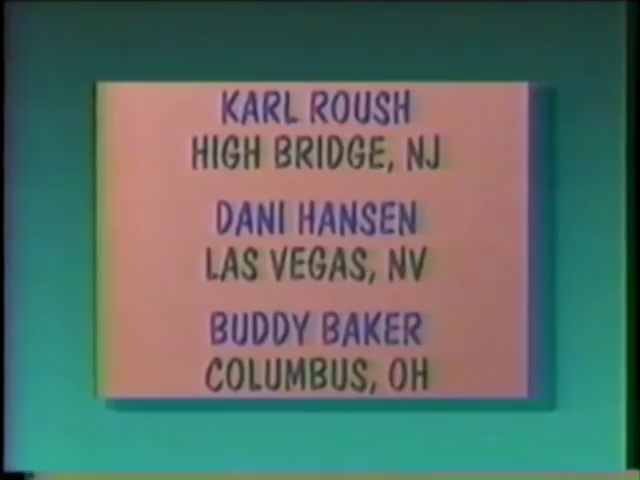 KARL ROUSH
HIGH BRIDGE, NJ
DANI HANSEN
LAS VEGAS, NV
BUDDY BAKER
COLUMBUS, OH